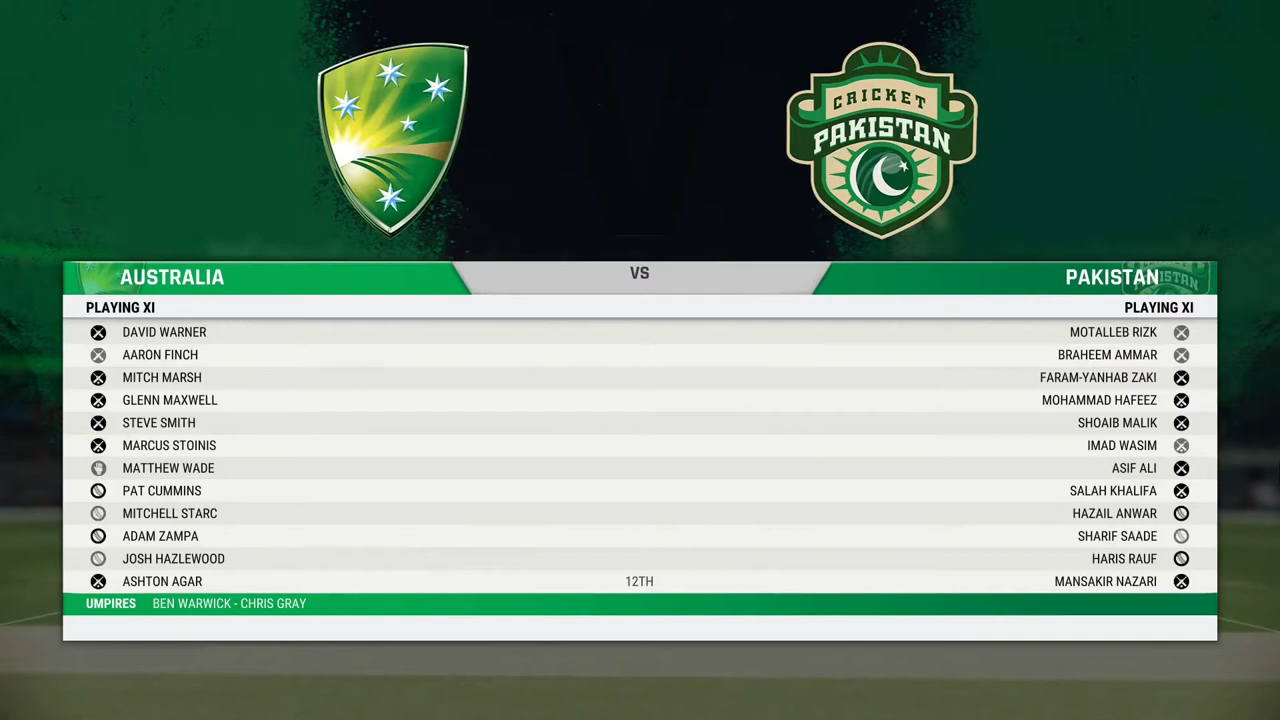 CRICKET
PAKISTAN
AUSTRALIA VS PAKISTAN
PLAYING XI PLAYING XI
DAVID WARNER MOTALLEB RIZK
AARON FINCH BRAHEEM AMMAR
MITCH MARSH FARAM-YANHAB ZAKI
GLENN MAXWELL MOHAMMAD HAFEEZ
STEVE SMITH SHOAIB MALIK
MARCUS STOINIS IMAD WASIM
MATTHEW WADE ASIF ALI
PAT CUMMINS SALAH KHALIFA
MITCHELL STARC HAZAIL ANWAR
ADAM ZAMPA SHARIF SAADE
JOSH HAZLEWOOD HARIS RAUF
ASHTON AGAR 12TH MANSAKIR NAZARI
UMPIRES BEN WARWICK - CHRIS GRAY